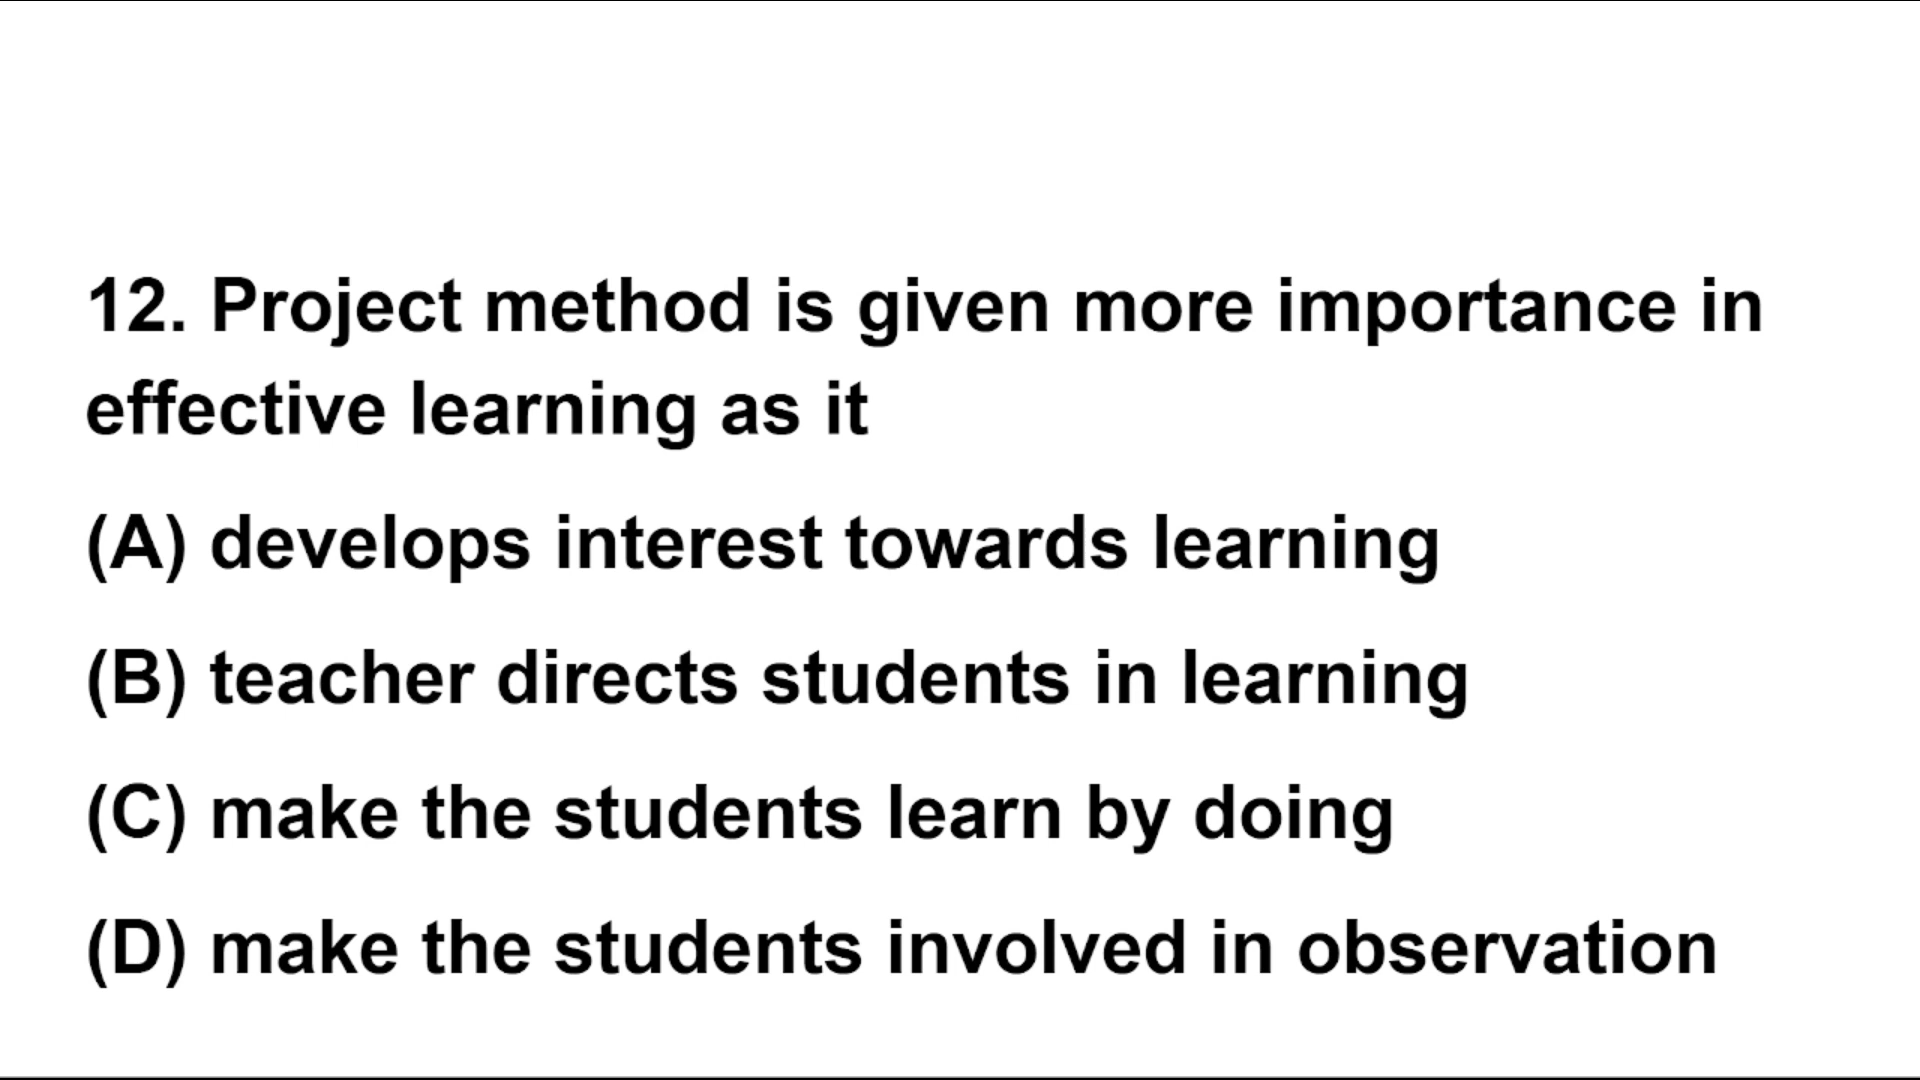 12. Project method is given more importance in
effective learning as it
(A) develops interest towards learning
(B) teacher directs students in learning
(C) make the students learn by doing
(D) make the students involved in observation